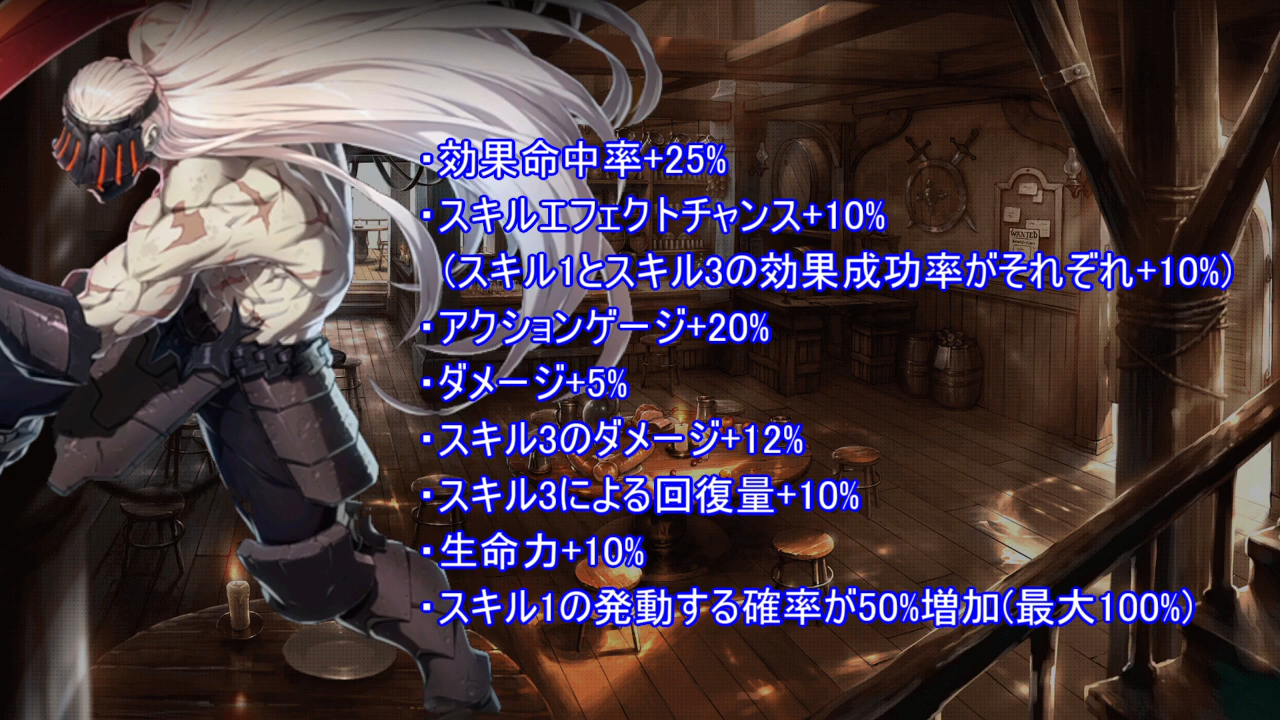 ・効果命中率+25%
・スキルエフェクトチャンス+10%
(スキル1とスキル3の効果成功率がそれぞれ+10%)
・アクションゲージ+20%
・ダメージ+5%
・スキル3のダメージ+12%
・スキル3による回復量+10%
・生命力+10%
・スキル1の発動する確率が50%増加(最大100%)
WANTED